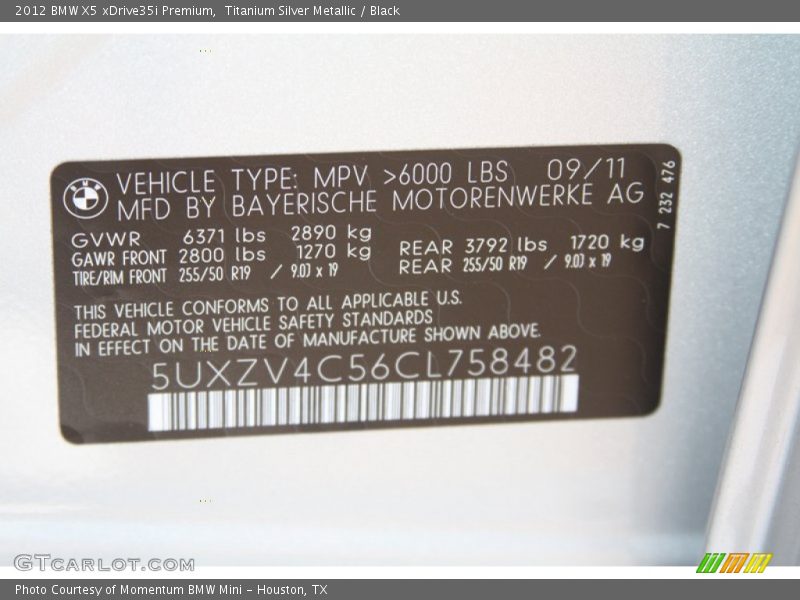 2012 BMW X5 xDrive35i Premium,  Titanium Silver Metallic / Black
VEHICLE TYPE: MPV >6000 LBS 09/11
MFD BY BAYERISCHE MOTORENWERKE AG
7 232 476
GVWR 6371 lbs 2890 kg
GAWR FRONT 2800 lbs 1270 kg REAR 3792 lbs 1720 kg
TIRE/RIM FRONT 255/50 R19 / 9.0J x 19 REAR 255/50 R19 / 9.0J x 19
THIS VEHICLE CONFORMS TO ALL APPLICABLE U.S.
FEDERAL MOTOR VEHICLE SAFETY STANDARDS
IN EFFECT ON THE DATE OF MANUFACTURE SHOWN ABOVE.
5UXZV4C56CL758482
GTCARLOT.COM
Photo Courtesy of Momentum BMW Mini – Houston, TX